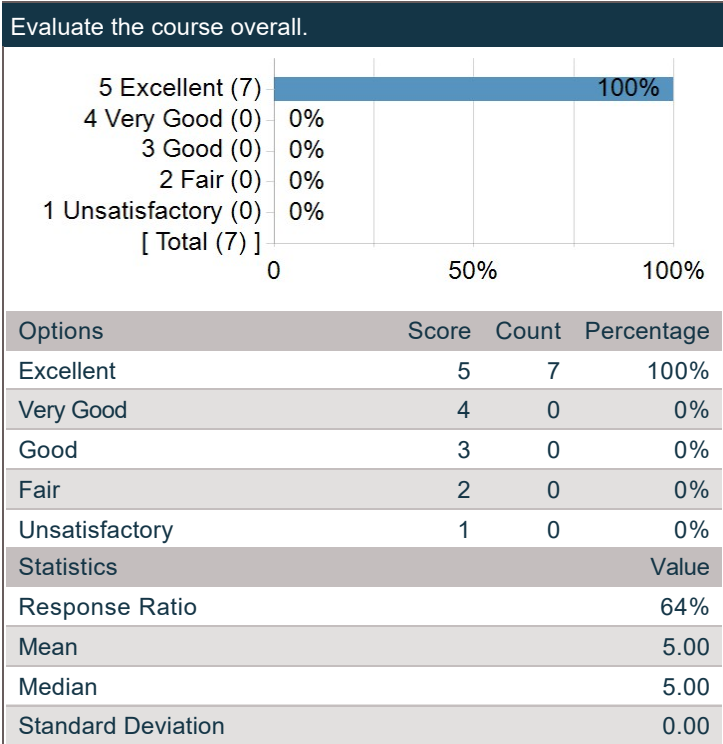 Evaluate the course overall.
5 Excellent (7) 100%
4 Very Good (0) 0%
3 Good (0) 0%
2 Fair (0) 0%
1 Unsatisfactory (0) 0%
[ Total (7) ]
0 50% 100%
Options Score Count Percentage
Excellent 5 7 100%
Very Good 4 0 0%
Good 3 0 0%
Fair 2 0 0%
Unsatisfactory 1 0 0%
Statistics Value
Response Ratio 64%
Mean 5.00
Median 5.00
Standard Deviation 0.00